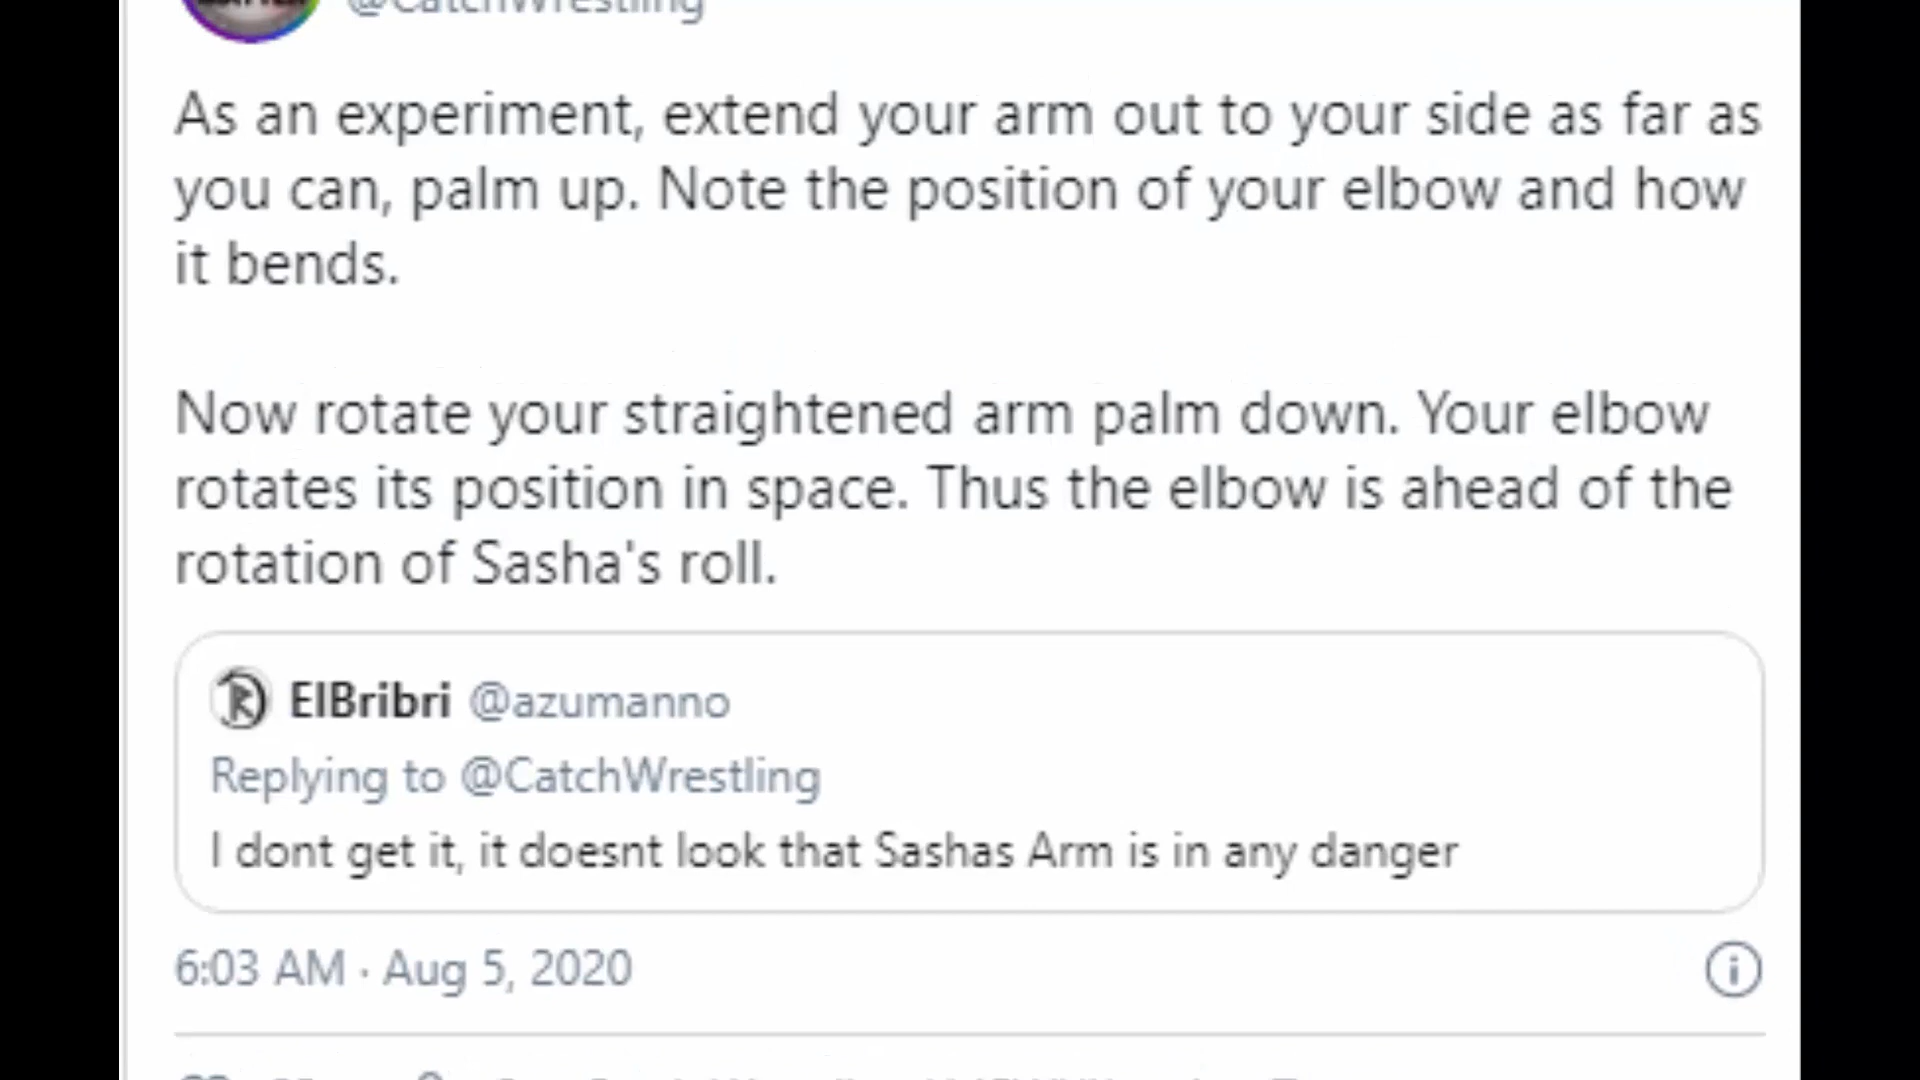 @CatchWrestling
As an experiment, extend your arm out to your side as far as
you can, palm up. Note the position of your elbow and how
it bends.
Now rotate your straightened arm palm down. Your elbow
rotates its position in space. Thus the elbow is ahead of the
rotation of Sasha's roll.
ElBribri @azumanno
Replying to @CatchWrestling
I dont get it, it doesnt look that Sashas Arm is in any danger
6:03 AM · Aug 5, 2020